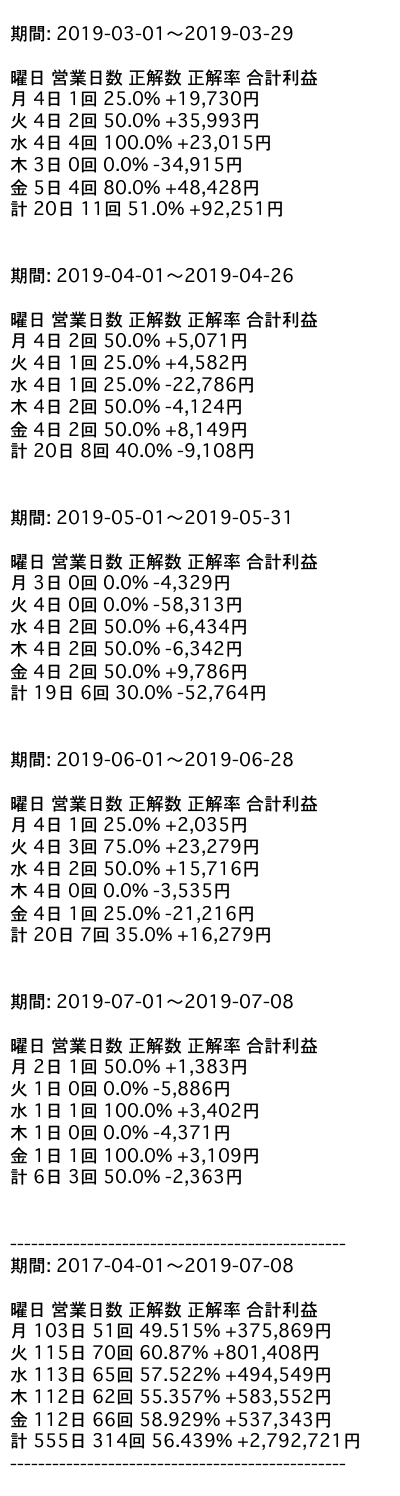 期間: 2019-03-01〜2019-03-29
曜日 営業日数 正解数 正解率 合計利益
月 4日 1回 25.0% +19,730円
火 4日 2回 50.0% +35,993円
水 4日 4回 100.0% +23,015円
木 3日 0回 0.0% -34,915円
金 5日 4回 80.0% +48,428円
計 20日 11回 51.0% +92,251円
期間: 2019-04-01〜2019-04-26
曜日 営業日数 正解数 正解率 合計利益
月 4日 2回 50.0% +5,071円
火 4日 1回 25.0% +4,582円
水 4日 1回 25.0% -22,786円
木 4日 2回 50.0% -4,124円
金 4日 2回 50.0% +8,149円
計 20日 8回 40.0% -9,108円
期間: 2019-05-01〜2019-05-31
曜日 営業日数 正解数 正解率 合計利益
月 3日 0回 0.0% -4,329円
火 4日 0回 0.0% -58,313円
水 4日 2回 50.0% +6,434円
木 4日 2回 50.0% -6,342円
金 4日 2回 50.0% +9,786円
計 19日 6回 30.0% -52,764円
期間: 2019-06-01〜2019-06-28
曜日 営業日数 正解数 正解率 合計利益
月 4日 1回 25.0% +2,035円
火 4日 3回 75.0% +23,279円
水 4日 2回 50.0% +15,716円
木 4日 0回 0.0% -3,535円
金 4日 1回 25.0% -21,216円
計 20日 7回 35.0% +16,279円
期間: 2019-07-01〜2019-07-08
曜日 営業日数 正解数 正解率 合計利益
月 2日 1回 50.0% +1,383円
火 1日 0回 0.0% -5,886円
水 1日 1回 100.0% +3,402円
木 1日 0回 0.0% -4,371円
金 1日 1回 100.0% +3,109円
計 6日 3回 50.0% -2,363円
------------------------------------------------
期間: 2017-04-01〜2019-07-08
曜日 営業日数 正解数 正解率 合計利益
月 103日 51回 49.515% +375,869円
火 115日 70回 60.87% +801,408円
水 113日 65回 57.522% +494,549円
木 112日 62回 55.357% +583,552円
金 112日 66回 58.929% +537,343円
計 555日 314回 56.439% +2,792,721円
------------------------------------------------